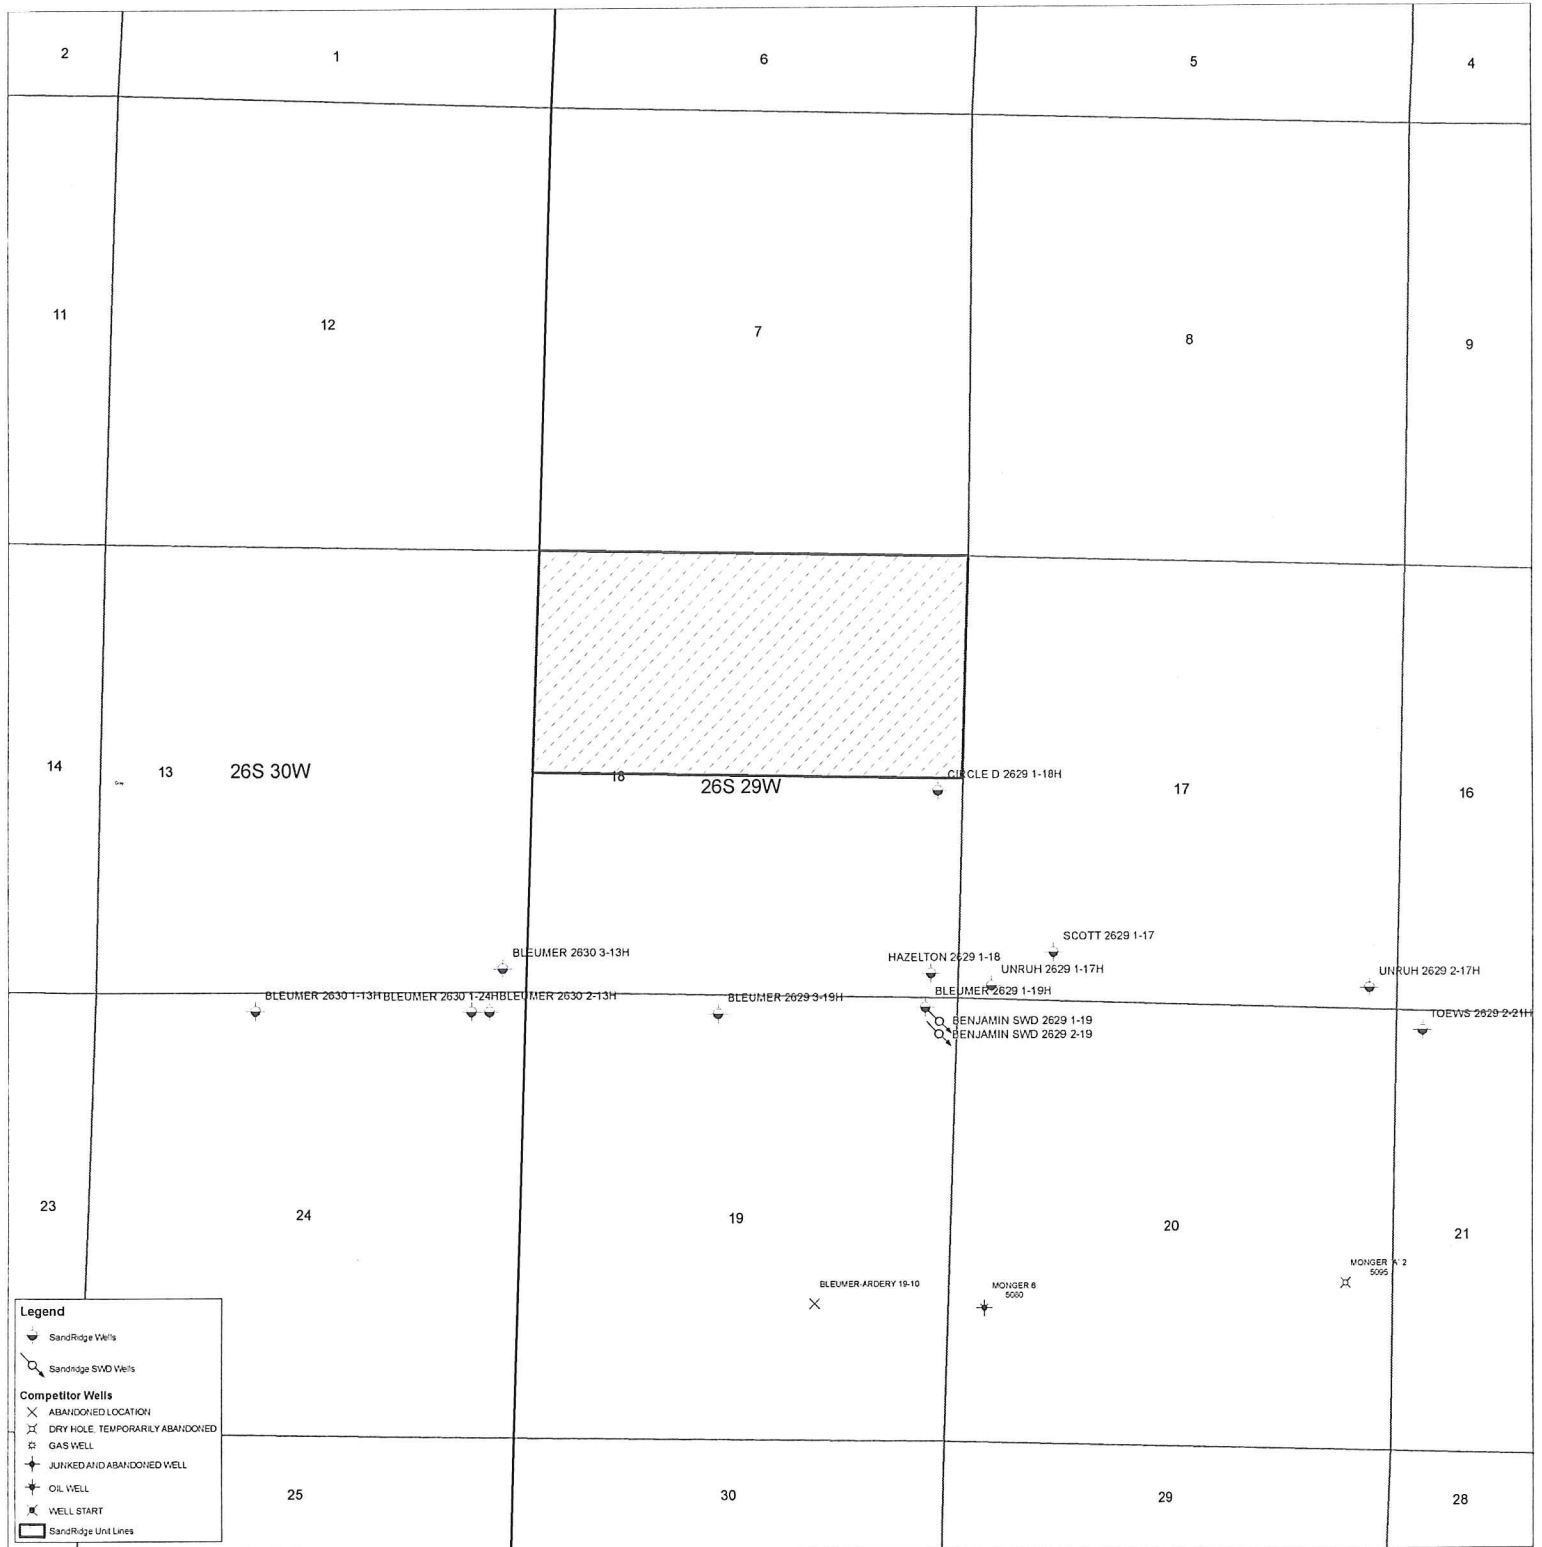 2
1
6
5
4
11
12
7
8
9
14
13
26S 30W
18
26S 29W
CIRCLE D 2629 1-18H
17
16
BLEUMER 2630 3-13H
HAZELTON 2629 1-18
SCOTT 2629 1-17
UNRUH 2629 1-17H
UNRUH 2629 2-17H
BLEUMER 2630 1-13H
BLEUMER 2630 1-24H
BLEUMER 2630 2-13H
BLEUMER 2629 3-19H
BLEUMER 2629 1-19H
BENJAMIN SWD 2629 1-19
BENJAMIN SWD 2629 2-19
TOEWS 2629 2-21H
23
24
19
20
21
BLEUMER-ARDERY 19-10
MONGER 6
5060
MONGER 'A' 2
5095
Legend
SandRidge Wells
Sandridge SWD Wells
Competitor Wells
ABANDONED LOCATION
DRY HOLE, TEMPORARILY ABANDONED
GAS WELL
JUNKED AND ABANDONED WELL
OIL WELL
WELL START
SandRidge Unit Lines
25
30
29
28